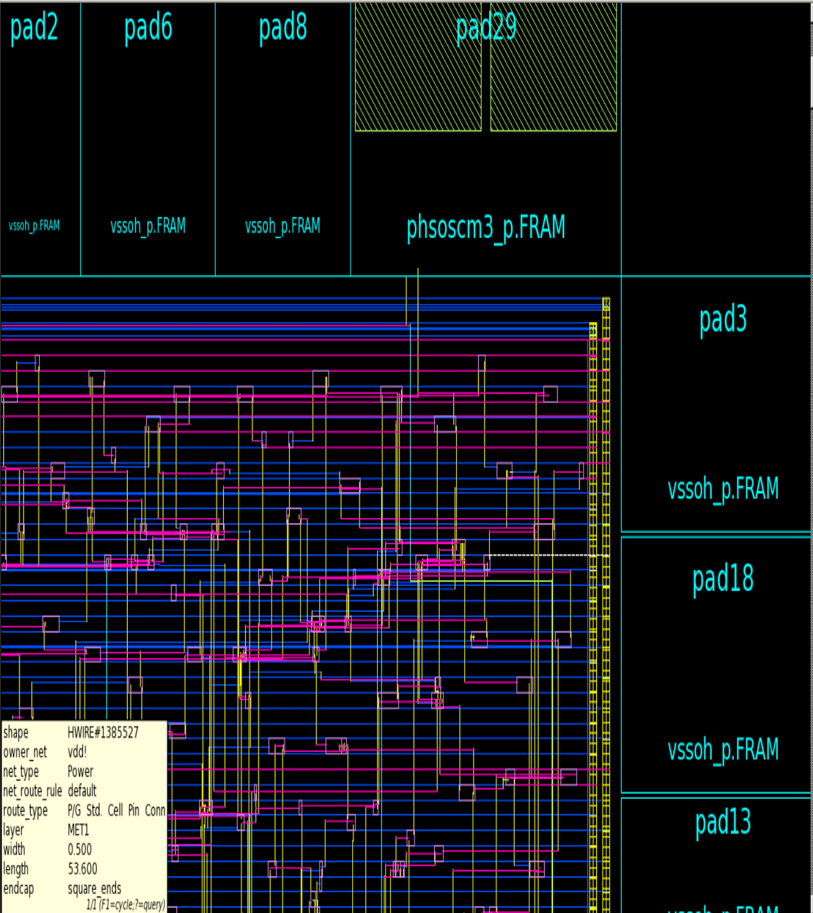 pad2
pad6
pad8
pad29
vssoh_p.FRAM
vssoh_p.FRAM
vssoh_p.FRAM
phsoscm3_p.FRAM
pad3
vssoh_p.FRAM
pad18
vssoh_p.FRAM
pad13
vssoh_p.FRAM
shape HWIRE#1385527
owner_net vdd!
net_type Power
net_route_rule default
route_type P/G Std. Cell Pin Conn
layer MET1
width 0.500
length 53.600
endcap square_ends
1/1 (F1=cycle;?=query)